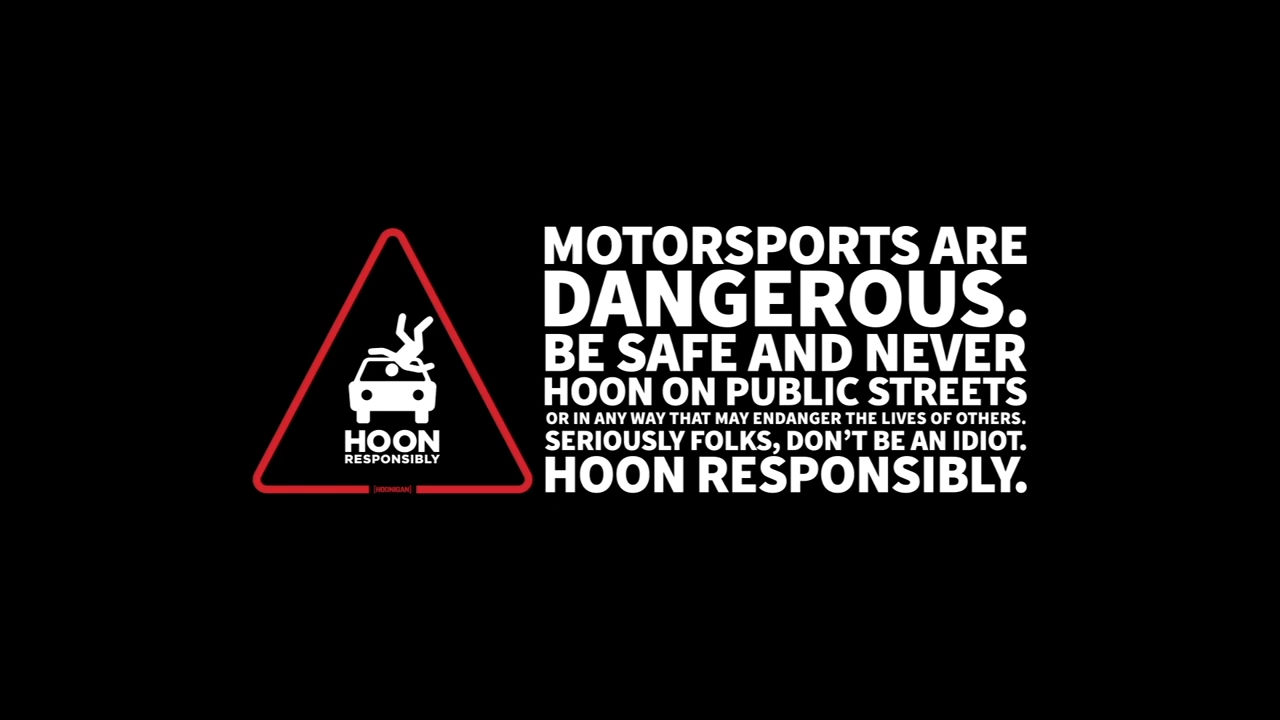 HOON
RESPONSIBLY
[HOONIGAN]
MOTORSPORTS ARE
DANGEROUS.
BE SAFE AND NEVER
HOON ON PUBLIC STREETS
OR IN ANY WAY THAT MAY ENDANGER THE LIVES OF OTHERS.
SERIOUSLY FOLKS, DON'T BE AN IDIOT.
HOON RESPONSIBLY.